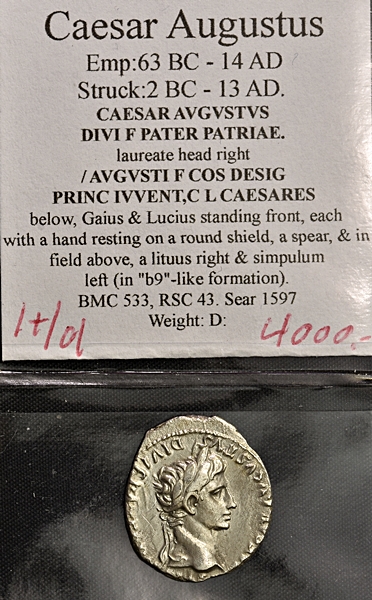 Caesar Augustus
Emp:63 BC - 14 AD
Struck:2 BC - 13 AD.
CAESAR AVGVSTVS
DIVI F PATER PATRIAE.
laureate head right
/AVGVSTI F COS DESIG
PRINC IVVENT,C L CAESARES
below, Gaius & Lucius standing front, each
with a hand resting on a round shield, a spear, & in
field above, a lituus right & simpulum
left (in "b9"-like formation).
BMC 533, RSC 43. Sear 1597
Weight: D:
1+/01
4000.-